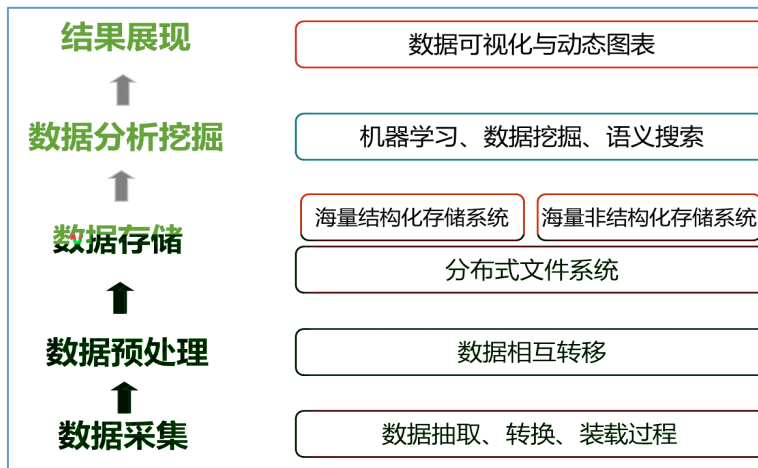 结果展现
数据可视化与动态图表
数据分析挖掘
机器学习、数据挖掘、语义搜索
数据存储
海量结构化存储系统
海量非结构化存储系统
分布式文件系统
数据预处理
数据相互转移
数据采集
数据抽取、转换、装载过程